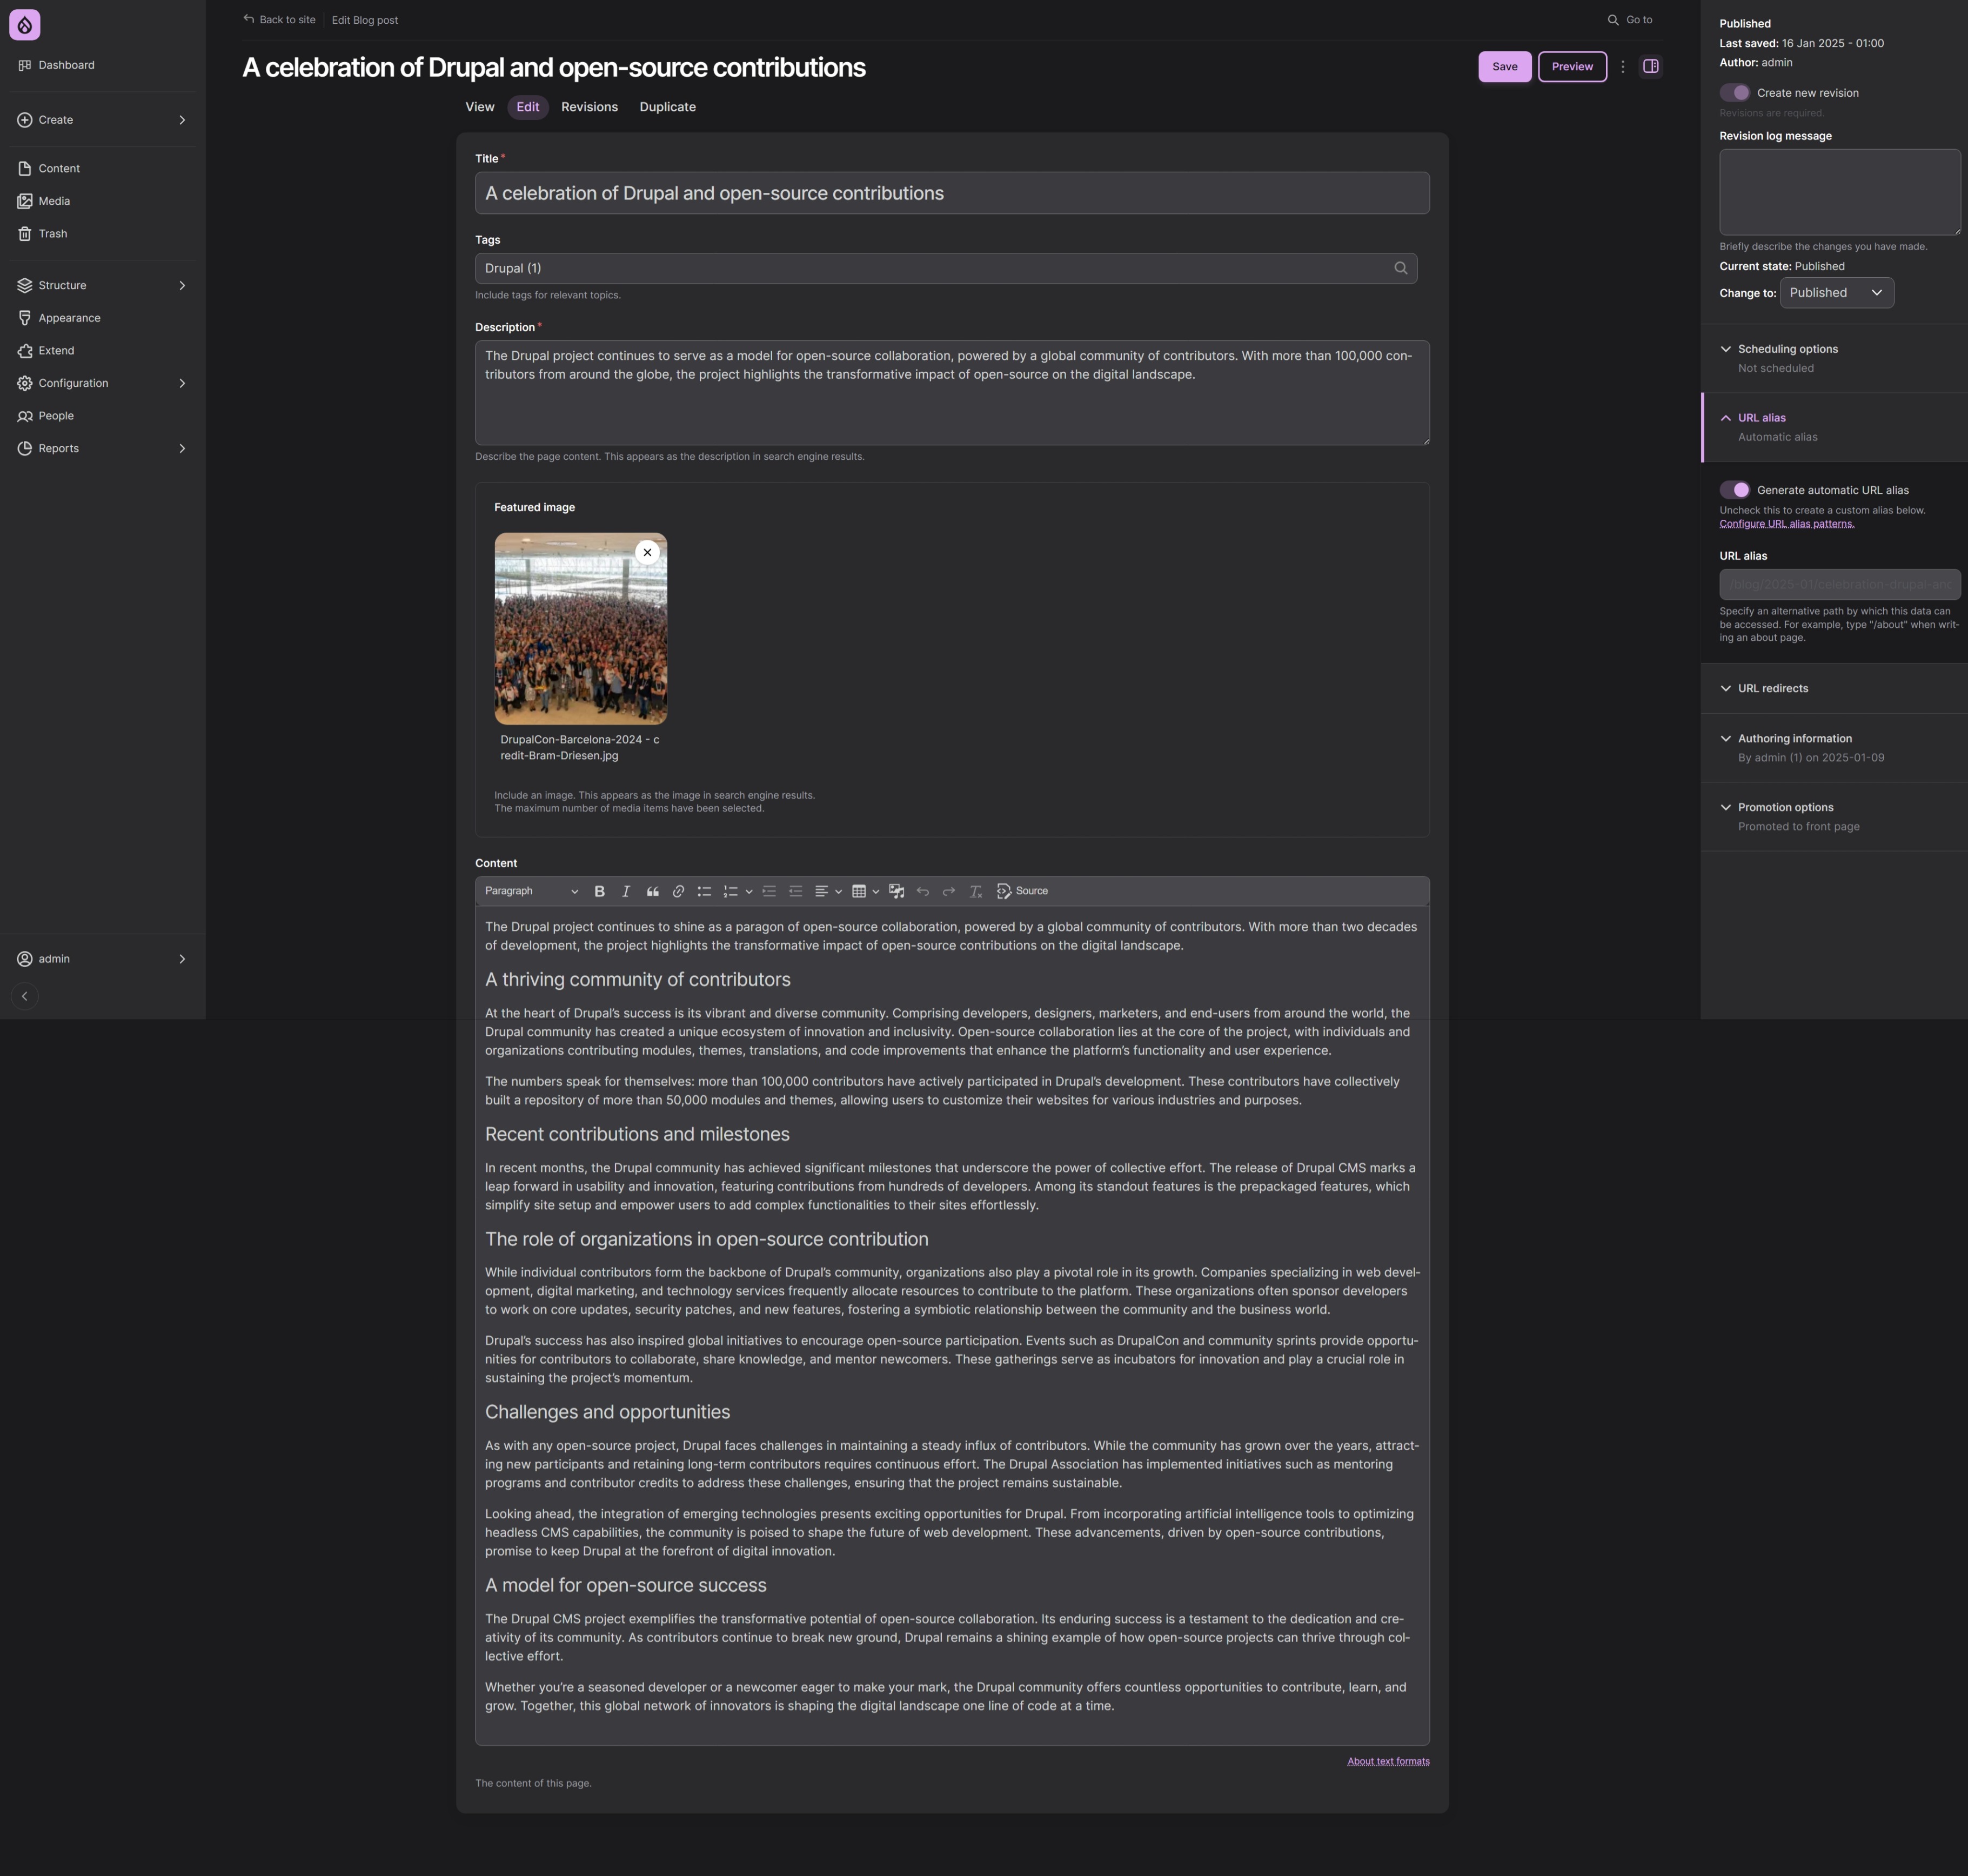 Dashboard
Create
Content
Media
Trash
Structure
Appearance
Extend
Configuration
People
Reports
admin
Back to site
Edit Blog post
Go to
A celebration of Drupal and open-source contributions
Save
Preview
View
Edit
Revisions
Duplicate
Title*
A celebration of Drupal and open-source contributions
Tags
Drupal (1)
Include tags for relevant topics.
Description*
The Drupal project continues to serve as a model for open-source collaboration, powered by a global community of contributors. With more than 100,000 con-
tributors from around the globe, the project highlights the transformative impact of open-source on the digital landscape.
Describe the page content. This appears as the description in search engine results.
Featured image
DrupalCon-Barcelona-2024 - c
redit-Bram-Driesen.jpg
Include an image. This appears as the image in search engine results.
The maximum number of media items have been selected.
Content
Paragraph
Source
The Drupal project continues to shine as a paragon of open-source collaboration, powered by a global community of contributors. With more than two decades
of development, the project highlights the transformative impact of open-source contributions on the digital landscape.
A thriving community of contributors
At the heart of Drupal's success is its vibrant and diverse community. Comprising developers, designers, marketers, and end-users from around the world, the
Drupal community has created a unique ecosystem of innovation and inclusivity. Open-source collaboration lies at the core of the project, with individuals and
organizations contributing modules, themes, translations, and code improvements that enhance the platform's functionality and user experience.
The numbers speak for themselves: more than 100,000 contributors have actively participated in Drupal's development. These contributors have collectively
built a repository of more than 50,000 modules and themes, allowing users to customize their websites for various industries and purposes.
Recent contributions and milestones
In recent months, the Drupal community has achieved significant milestones that underscore the power of collective effort. The release of Drupal CMS marks a
leap forward in usability and innovation, featuring contributions from hundreds of developers. Among its standout features is the prepackaged features, which
simplify site setup and empower users to add complex functionalities to their sites effortlessly.
The role of organizations in open-source contribution
While individual contributors form the backbone of Drupal's community, organizations also play a pivotal role in its growth. Companies specializing in web devel-
opment, digital marketing, and technology services frequently allocate resources to contribute to the platform. These organizations often sponsor developers
to work on core updates, security patches, and new features, fostering a symbiotic relationship between the community and the business world.
Drupal's success has also inspired global initiatives to encourage open-source participation. Events such as DrupalCon and community sprints provide opportu-
nities for contributors to collaborate, share knowledge, and mentor newcomers. These gatherings serve as incubators for innovation and play a crucial role in
sustaining the project's momentum.
Challenges and opportunities
As with any open-source project, Drupal faces challenges in maintaining a steady influx of contributors. While the community has grown over the years, attract-
ing new participants and retaining long-term contributors requires continuous effort. The Drupal Association has implemented initiatives such as mentoring
programs and contributor credits to address these challenges, ensuring that the project remains sustainable.
Looking ahead, the integration of emerging technologies presents exciting opportunities for Drupal. From incorporating artificial intelligence tools to optimizing
headless CMS capabilities, the community is poised to shape the future of web development. These advancements, driven by open-source contributions,
promise to keep Drupal at the forefront of digital innovation.
A model for open-source success
The Drupal CMS project exemplifies the transformative potential of open-source collaboration. Its enduring success is a testament to the dedication and cre-
ativity of its community. As contributors continue to break new ground, Drupal remains a shining example of how open-source projects can thrive through col-
lective effort.
Whether you're a seasoned developer or a newcomer eager to make your mark, the Drupal community offers countless opportunities to contribute, learn, and
grow. Together, this global network of innovators is shaping the digital landscape one line of code at a time.
About text formats
The content of this page.
Published
Last saved: 16 Jan 2025 - 01:00
Author: admin
Create new revision
Revisions are required.
Revision log message
Briefly describe the changes you have made.
Current state: Published
Change to: Published
Scheduling options
Not scheduled
URL alias
Automatic alias
Generate automatic URL alias
Uncheck this to create a custom alias below.
Configure URL alias patterns.
URL alias
/blog/2025-01/celebration-drupal-and
Specify an alternative path by which this data can
be accessed. For example, type "/about" when writ-
ing an about page.
URL redirects
Authoring information
By admin (1) on 2025-01-09
Promotion options
Promoted to front page